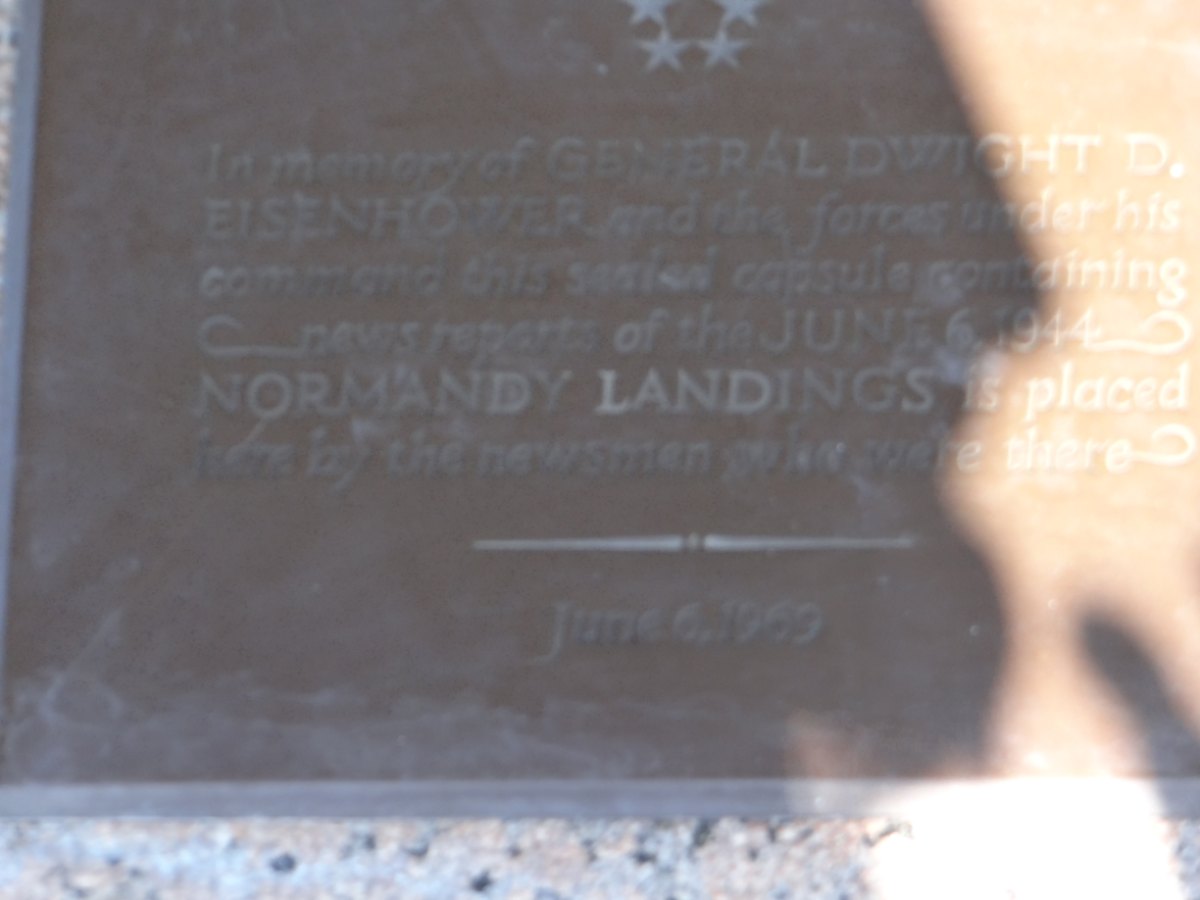 In memory of GENERAL DWIGHT D.
EISENHOWER and the forces under his
command this sealed capsule containing
news reports of the JUNE 6, 1944
NORMANDY LANDINGS is placed
here by the newsmen who were there
June 6, 1969